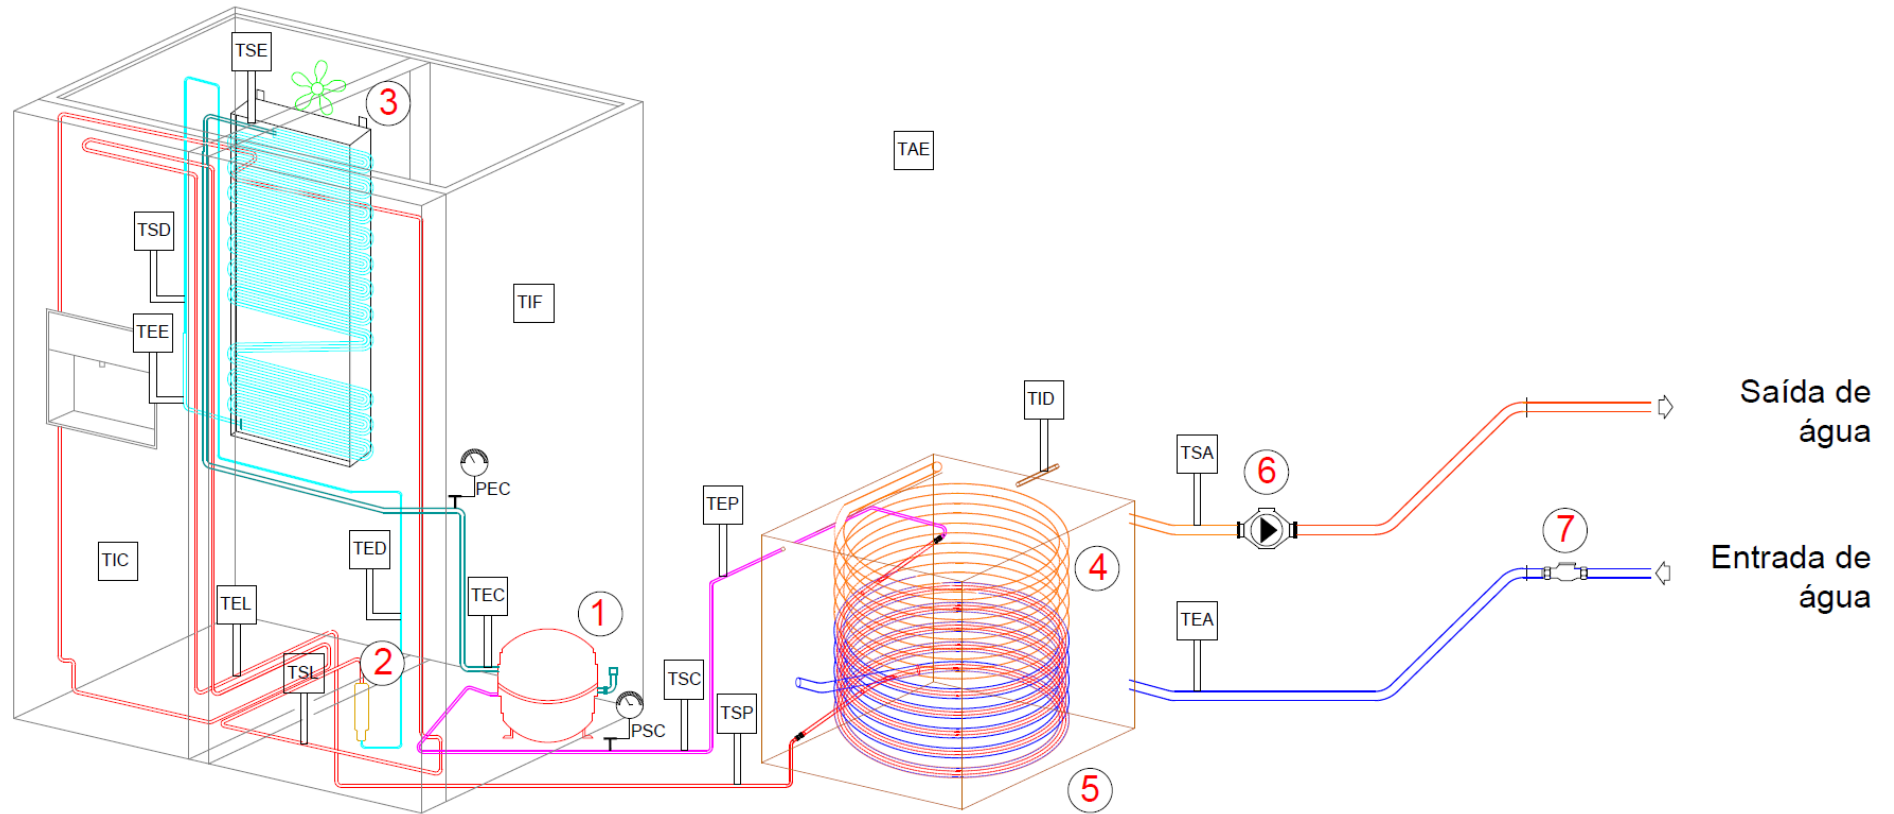 TSE
3
TAE
TSD
TIF
TEE
TID
Saída de
água
TSA
6
PEC
TEP
7
TIC
TED
4
Entrada de
água
TEL
TEC
1
TEA
TSL
2
TSC
TSP
PSC
5